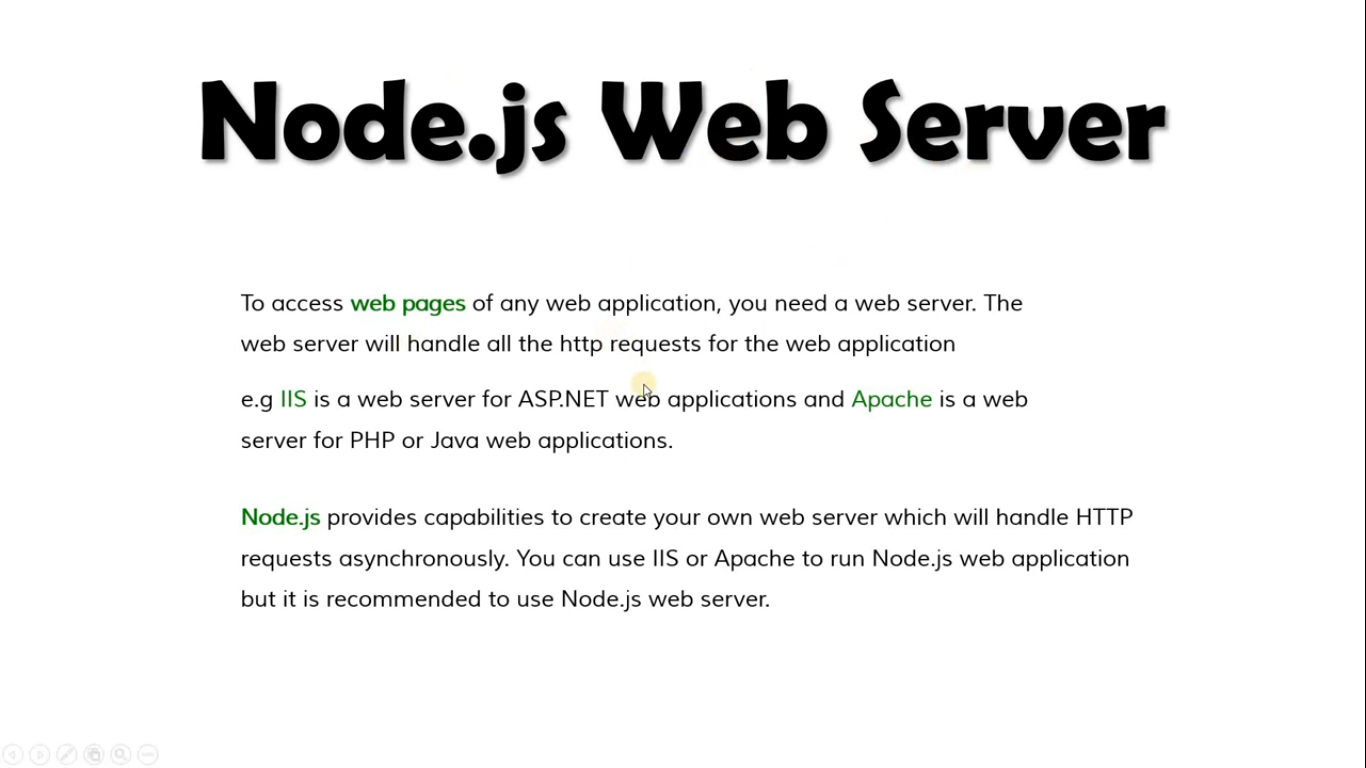 Node.js Web Server
To access web pages of any web application, you need a web server. The
web server will handle all the http requests for the web application
e.g IIS is a web server for ASP.NET web applications and Apache is a web
server for PHP or Java web applications.
Node.js provides capabilities to create your own web server which will handle HTTP
requests asynchronously. You can use IIS or Apache to run Node.js web application
but it is recommended to use Node.js web server.